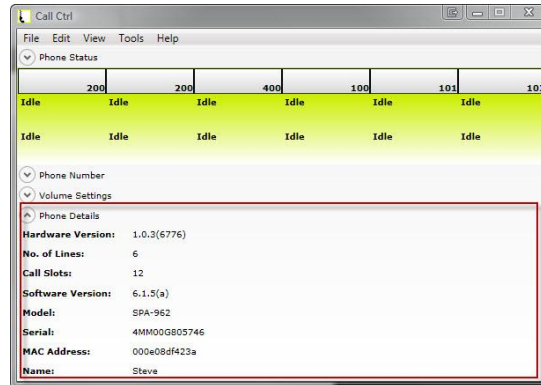 Call Ctrl
File Edit View Tools Help
Phone Status
200 200 400 100 101 10
Idle Idle Idle Idle Idle Idle
Idle Idle Idle Idle Idle Idle
Phone Number
Volume Settings
Phone Details
Hardware Version: 1.0.3(6776)
No. of Lines: 6
Call Slots: 12
Software Version: 6.1.5(a)
Model: SPA-962
Serial: 4MM00G805746
MAC Address: 000e08df423a
Name: Steve